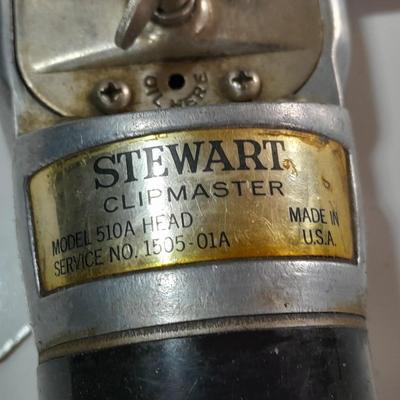 OIL
HERE
STEWART
CLIPMASTER
MODEL 510A HEAD
SERVICE NO. 1505-01A
MADE IN
U.S.A.